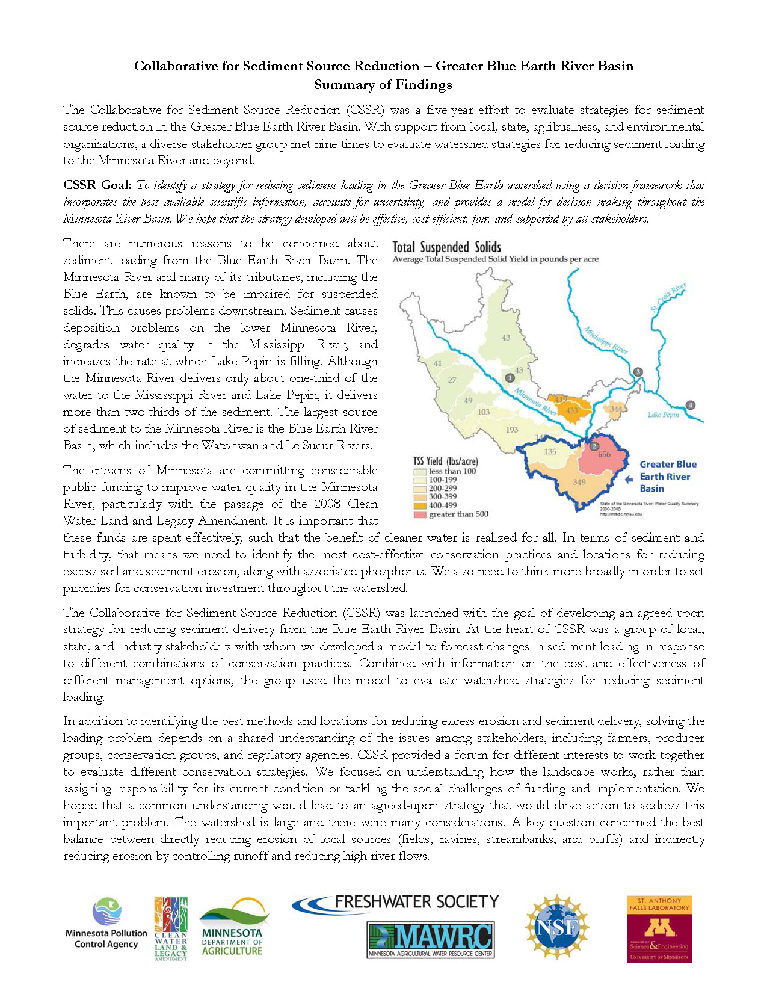 Collaborative for Sediment Source Reduction – Greater Blue Earth River Basin
Summary of Findings
The Collaborative for Sediment Source Reduction (CSSR) was a five-year effort to evaluate strategies for sediment
source reduction in the Greater Blue Earth River Basin. With support from local, state, agribusiness, and environmental
organizations, a diverse stakeholder group met nine times to evaluate watershed strategies for reducing sediment loading
to the Minnesota River and beyond.
CSSR Goal: To identify a strategy for reducing sediment loading in the Greater Blue Earth watershed using a decision framework that
incorporates the best available scientific information, accounts for uncertainty, and provides a model for decision making throughout the
Minnesota River Basin. We hope that the strategy developed will be effective, cost-efficient, fair, and supported by all stakeholders.
There are numerous reasons to be concerned about
sediment loading from the Blue Earth River Basin. The
Minnesota River and many of its tributaries, including the
Blue Earth, are known to be impaired for suspended
solids. This causes problems downstream. Sediment causes
deposition problems on the lower Minnesota River,
degrades water quality in the Mississippi River, and
increases the rate at which Lake Pepin is filling. Although
the Minnesota River delivers only about one-third of the
water to the Mississippi River and Lake Pepin, it delivers
more than two-thirds of the sediment. The largest source
of sediment to the Minnesota River is the Blue Earth River
Basin, which includes the Watonwan and Le Sueur Rivers.
Total Suspended Solids
Average Total Suspended Solid Yield in pounds per acre
St. Croix River
Mississippi River
43
41
27
43
1
3
49
Minnesota River
433
344
4
103
Lake Pepin
193
135
2
656
349
TSS Yield (lbs/acre)
less than 100
100-199
200-299
300-399
400-499
greater than 500
Greater Blue
Earth River
Basin
State of the Minnesota River: Water Quality Summary
2000-2008
http://mrbdc.mnsu.edu
The citizens of Minnesota are committing considerable
public funding to improve water quality in the Minnesota
River, particularly with the passage of the 2008 Clean
Water Land and Legacy Amendment. It is important that
these funds are spent effectively, such that the benefit of cleaner water is realized for all. In terms of sediment and
turbidity, that means we need to identify the most cost-effective conservation practices and locations for reducing
excess soil and sediment erosion, along with associated phosphorus. We also need to think more broadly in order to set
priorities for conservation investment throughout the watershed.
The Collaborative for Sediment Source Reduction (CSSR) was launched with the goal of developing an agreed-upon
strategy for reducing sediment delivery from the Blue Earth River Basin. At the heart of CSSR was a group of local,
state, and industry stakeholders with whom we developed a model to forecast changes in sediment loading in response
to different combinations of conservation practices. Combined with information on the cost and effectiveness of
different management options, the group used the model to evaluate watershed strategies for reducing sediment
loading.
In addition to identifying the best methods and locations for reducing excess erosion and sediment delivery, solving the
loading problem depends on a shared understanding of the issues among stakeholders, including farmers, producer
groups, conservation groups, and regulatory agencies. CSSR provided a forum for different interests to work together
to evaluate different conservation strategies. We focused on understanding how the landscape works, rather than
assigning responsibility for its current condition or tackling the social challenges of funding and implementation. We
hoped that a common understanding would lead to an agreed-upon strategy that would drive action to address this
important problem. The watershed is large and there were many considerations. A key question concerned the best
balance between directly reducing erosion of local sources (fields, ravines, streambanks, and bluffs) and indirectly
reducing erosion by controlling runoff and reducing high river flows.
Minnesota Pollution
Control Agency
CLEAN
WATER
LAND &
LEGACY
AMENDMENT
MINNESOTA
DEPARTMENT OF
AGRICULTURE
FRESHWATER SOCIETY
MAWRC
MINNESOTA AGRICULTURAL WATER RESOURCE CENTER
NSF
ST. ANTHONY
FALLS LABORATORY
M
COLLEGE OF
Science & Engineering
UNIVERSITY OF MINNESOTA